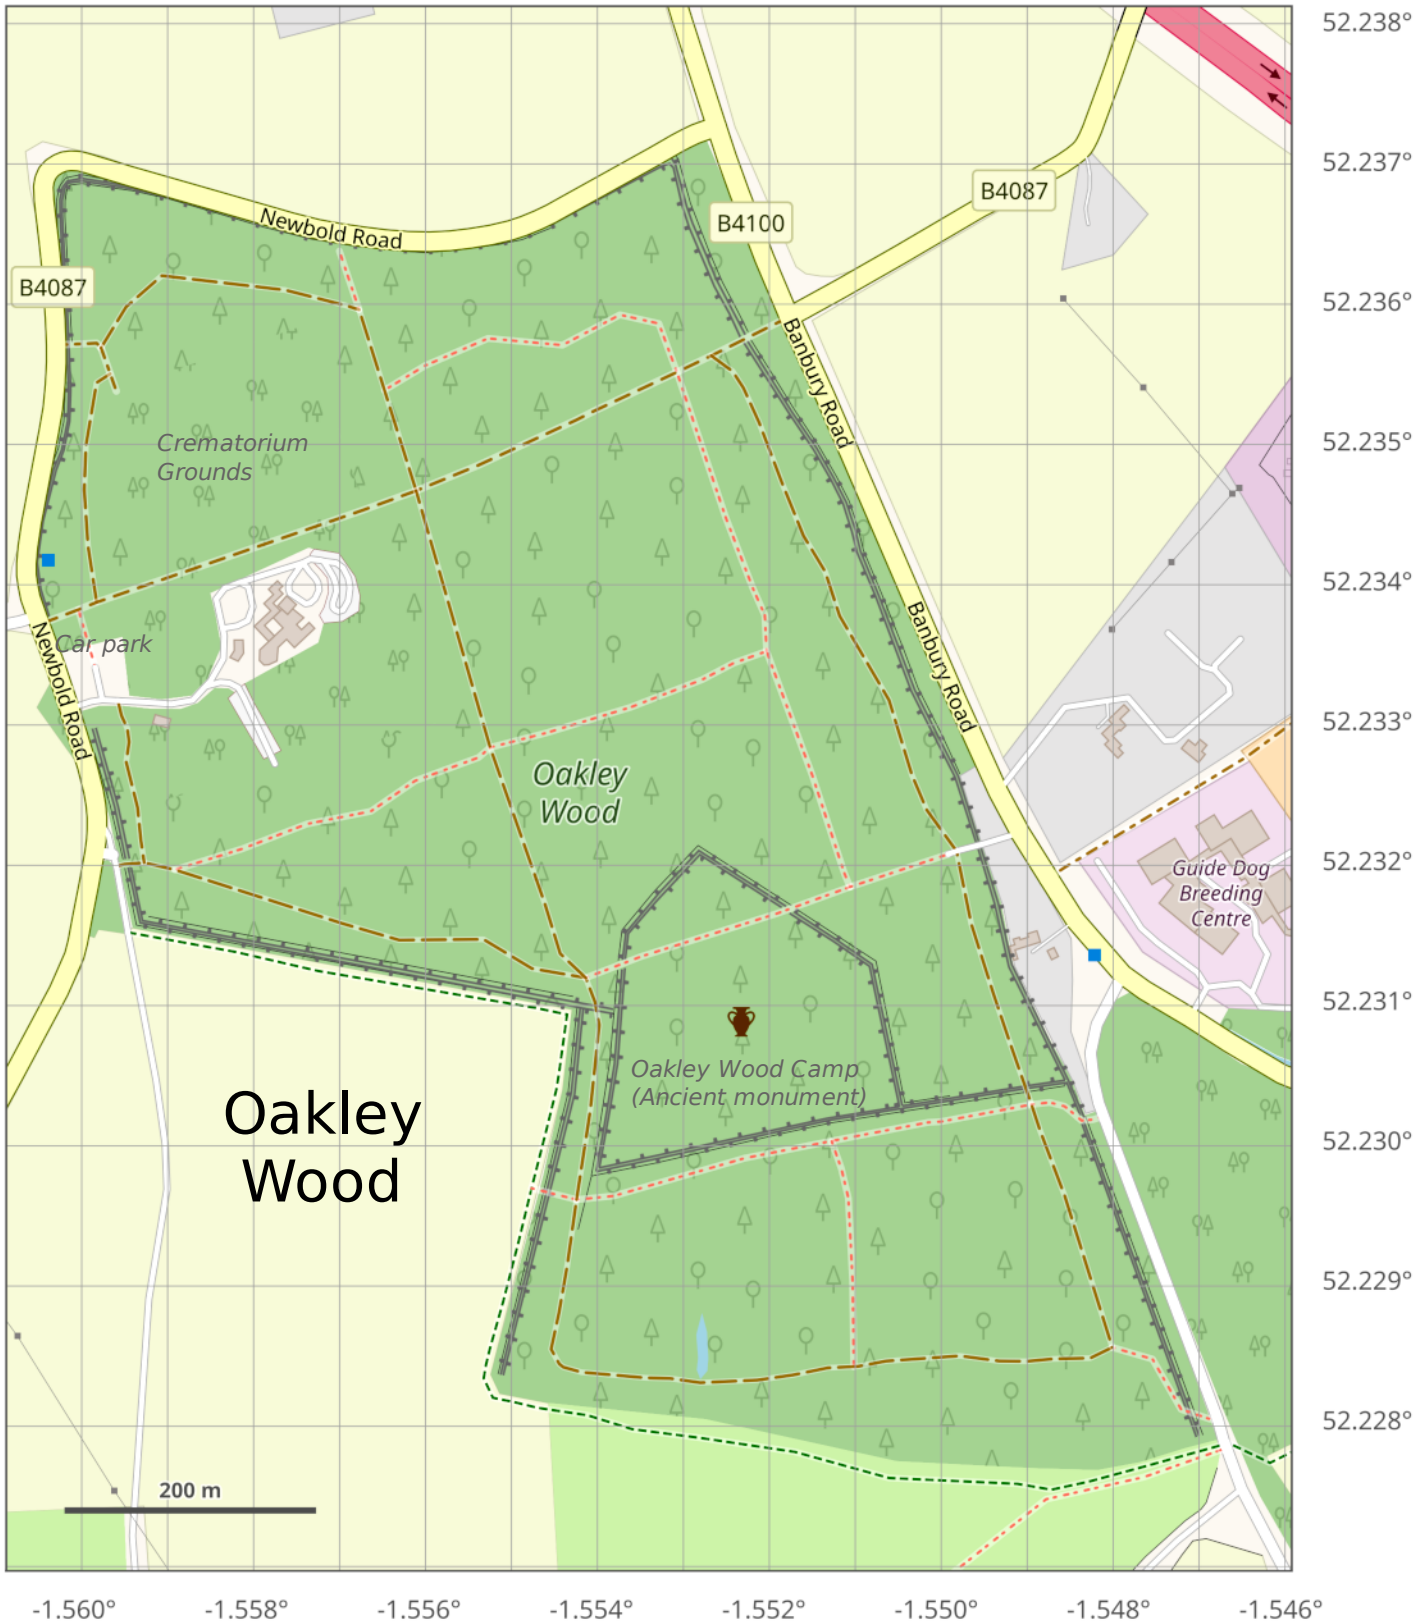 52.238°
52.237°
B4087
Newbold Road
B4100
B4087
52.236°
Banbury Road
52.235°
Crematorium
Grounds
52.234°
Car park
Newbold Road
Banbury Road
52.233°
Oakley
Wood
52.232°
Guide Dog
Breeding
Centre
52.231°
Oakley Wood Camp
(Ancient monument)
Oakley
Wood
52.230°
52.229°
52.228°
200 m
-1.560°
-1.558°
-1.556°
-1.554°
-1.552°
-1.550°
-1.548°
-1.546°